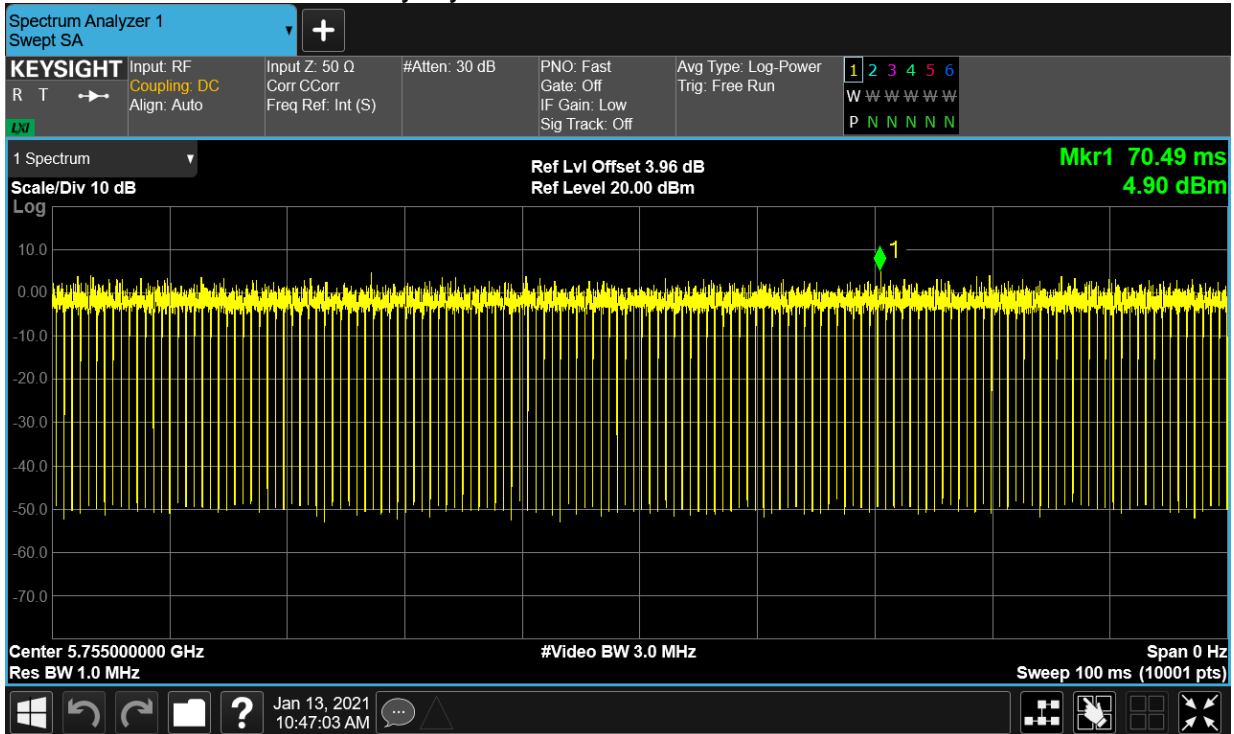 Spectrum Analyzer 1
Swept SA
+
KEYSIGHT
R T
LXI
Input: RF
Coupling: DC
Align: Auto
Input Z: 50 Ω
Corr CCorr
Freq Ref: Int (S)
#Atten: 30 dB
PNO: Fast
Gate: Off
IF Gain: Low
Sig Track: Off
Avg Type: Log-Power
Trig: Free Run
1 2 3 4 5 6
W W W W W W
P N N N N N
1 Spectrum
Scale/Div 10 dB
Log
Ref Lvl Offset 3.96 dB
Ref Level 20.00 dBm
Mkr1 70.49 ms
4.90 dBm
1
10.0
0.00
-10.0
-20.0
-30.0
-40.0
-50.0
-60.0
-70.0
Center 5.755000000 GHz
Res BW 1.0 MHz
#Video BW 3.0 MHz
Span 0 Hz
Sweep 100 ms (10001 pts)
?
Jan 13, 2021
10:47:03 AM